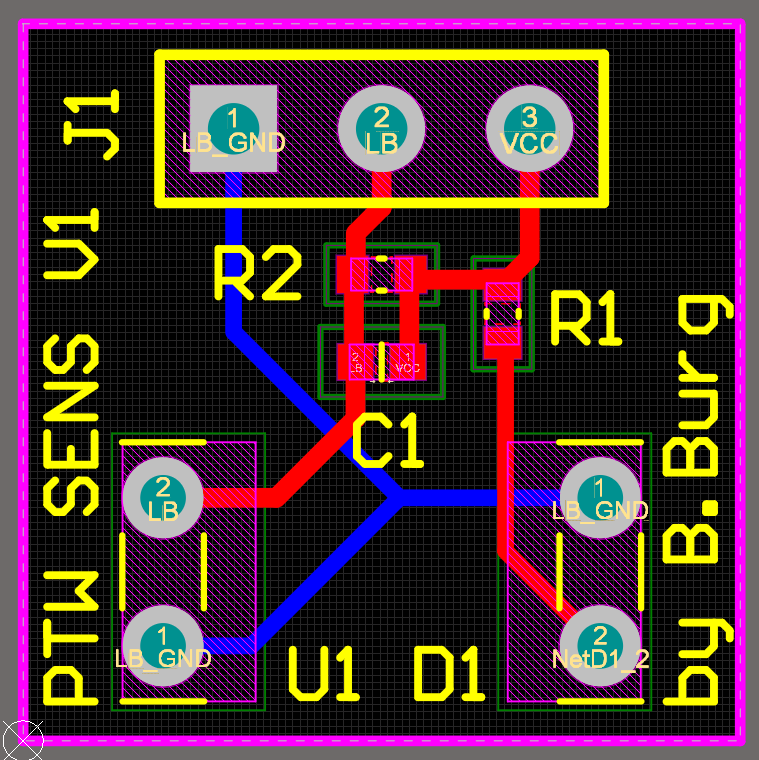 J1
1
LB_GND
2
LB
3
VCC
PTW SENS V1
R2
R1
2
LB
1
VCC
C1
by B.Burg
2
LB
1
LB_GND
1
LB_GND
2
NetD1_2
U1
D1